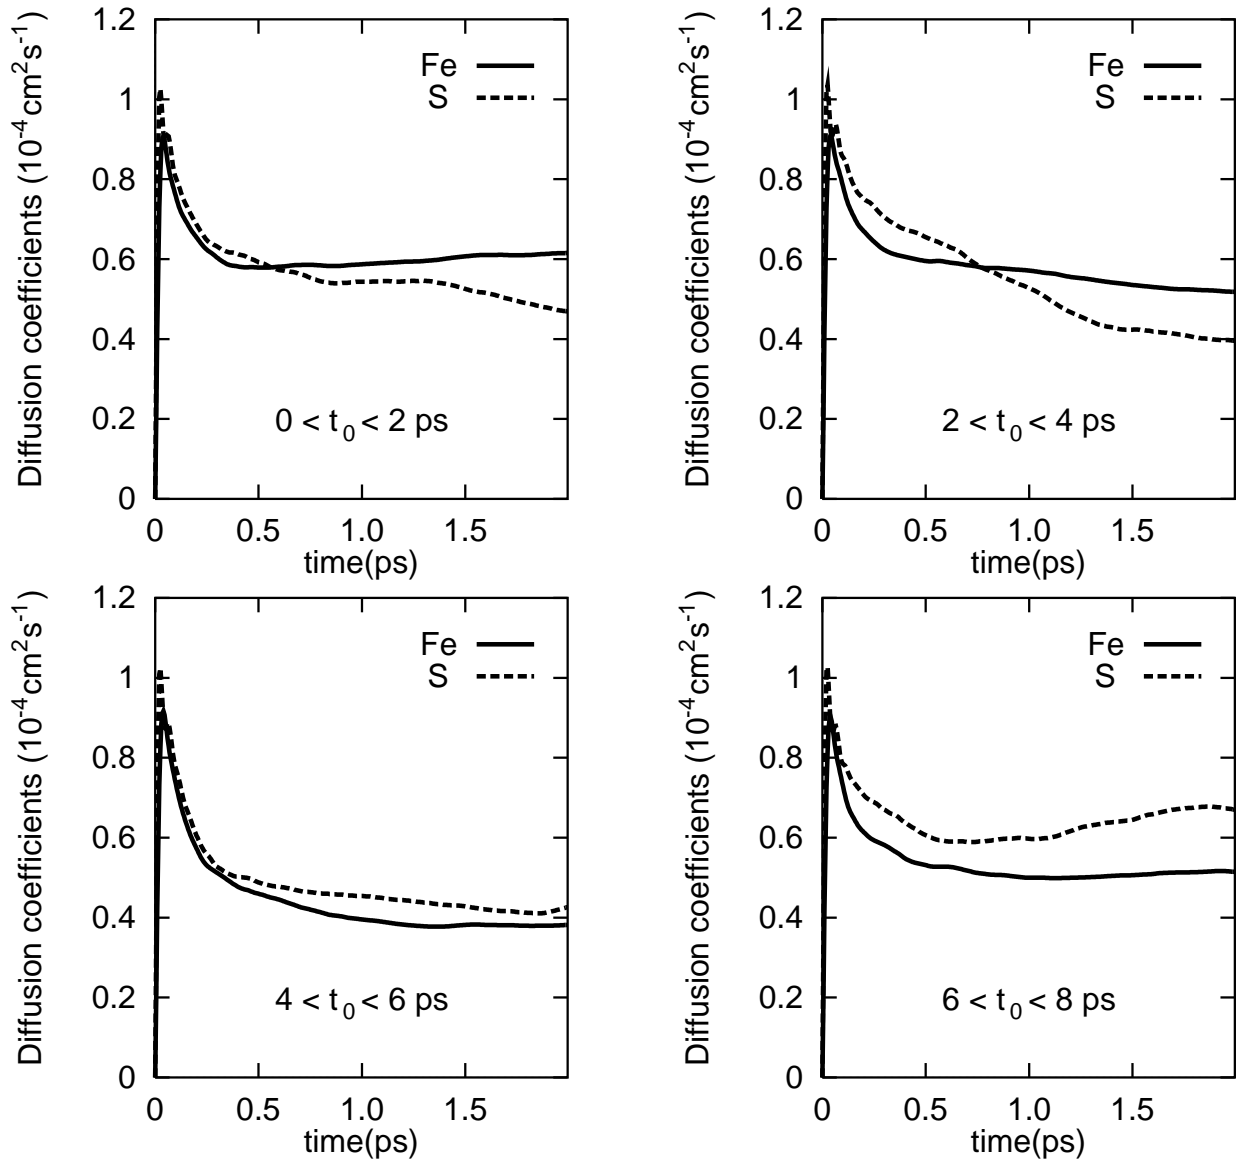 Diffusion coefficients (10⁻⁴cm²s⁻¹)
1.2
1
0.8
0.6
0.4
0.2
0
Fe
S
0 < t₀ < 2 ps
0 0.5 1.0 1.5
time(ps)
Diffusion coefficients (10⁻⁴cm²s⁻¹)
1.2
1
0.8
0.6
0.4
0.2
0
Fe
S
2 < t₀ < 4 ps
0 0.5 1.0 1.5
time(ps)
Diffusion coefficients (10⁻⁴cm²s⁻¹)
1.2
1
0.8
0.6
0.4
0.2
0
Fe
S
4 < t₀ < 6 ps
0 0.5 1.0 1.5
time(ps)
Diffusion coefficients (10⁻⁴cm²s⁻¹)
1.2
1
0.8
0.6
0.4
0.2
0
Fe
S
6 < t₀ < 8 ps
0 0.5 1.0 1.5
time(ps)